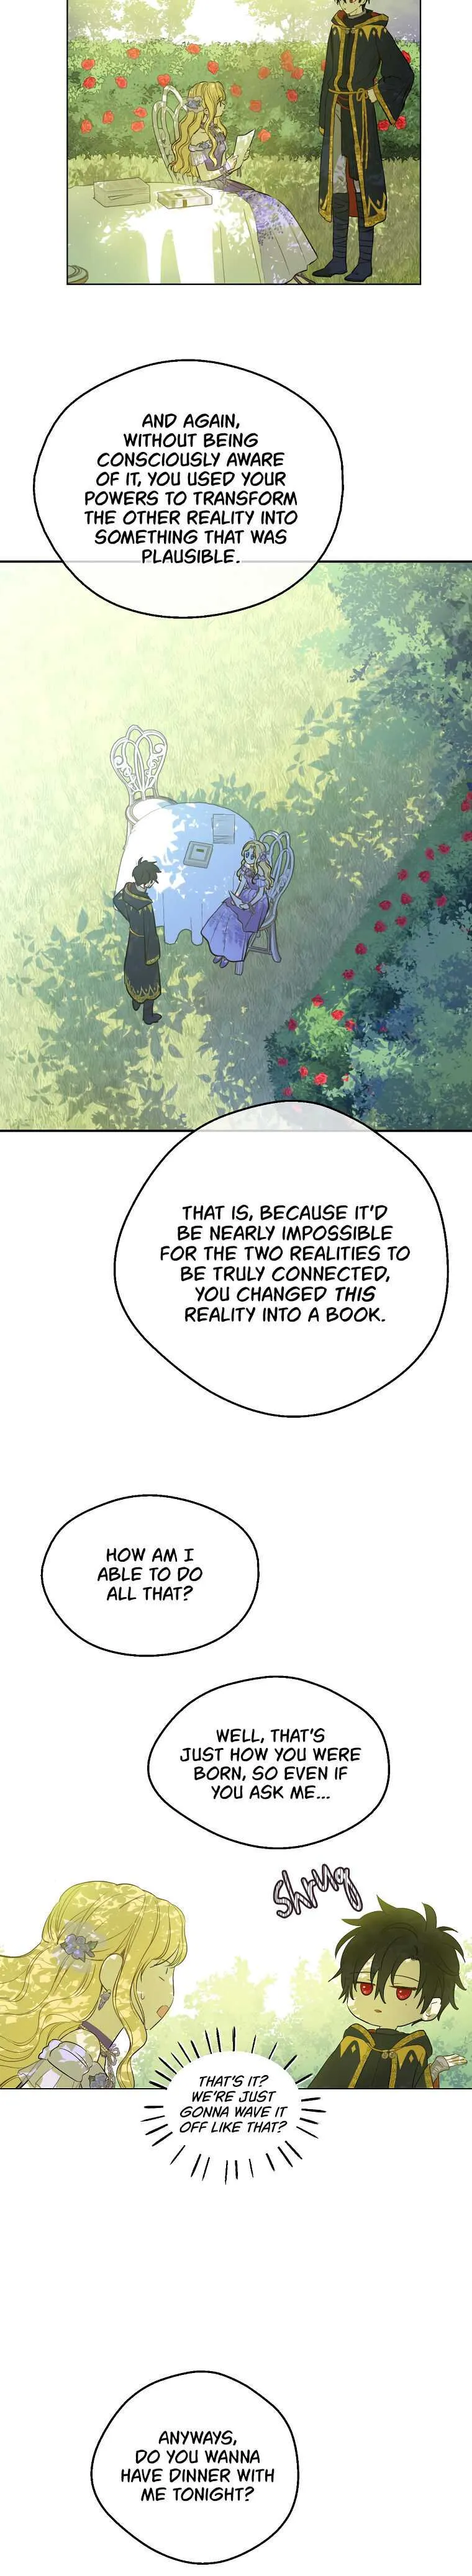 AND AGAIN,
WITHOUT BEING
CONSCIOUSLY AWARE
OF IT, YOU USED YOUR
POWERS TO TRANSFORM
THE OTHER REALITY INTO
SOMETHING THAT WAS
PLAUSIBLE.
THAT IS, BECAUSE IT'D
BE NEARLY IMPOSSIBLE
FOR THE TWO REALITIES TO
BE TRULY CONNECTED,
YOU CHANGED THIS
REALITY INTO A BOOK.
HOW AM I
ABLE TO DO
ALL THAT?
WELL, THAT'S
JUST HOW YOU WERE
BORN, SO EVEN IF
YOU ASK ME...
Shrug
THAT'S IT?
WE'RE JUST
GONNA WAVE IT
OFF LIKE THAT?
ANYWAYS,
DO YOU WANNA
HAVE DINNER WITH
ME TONIGHT?